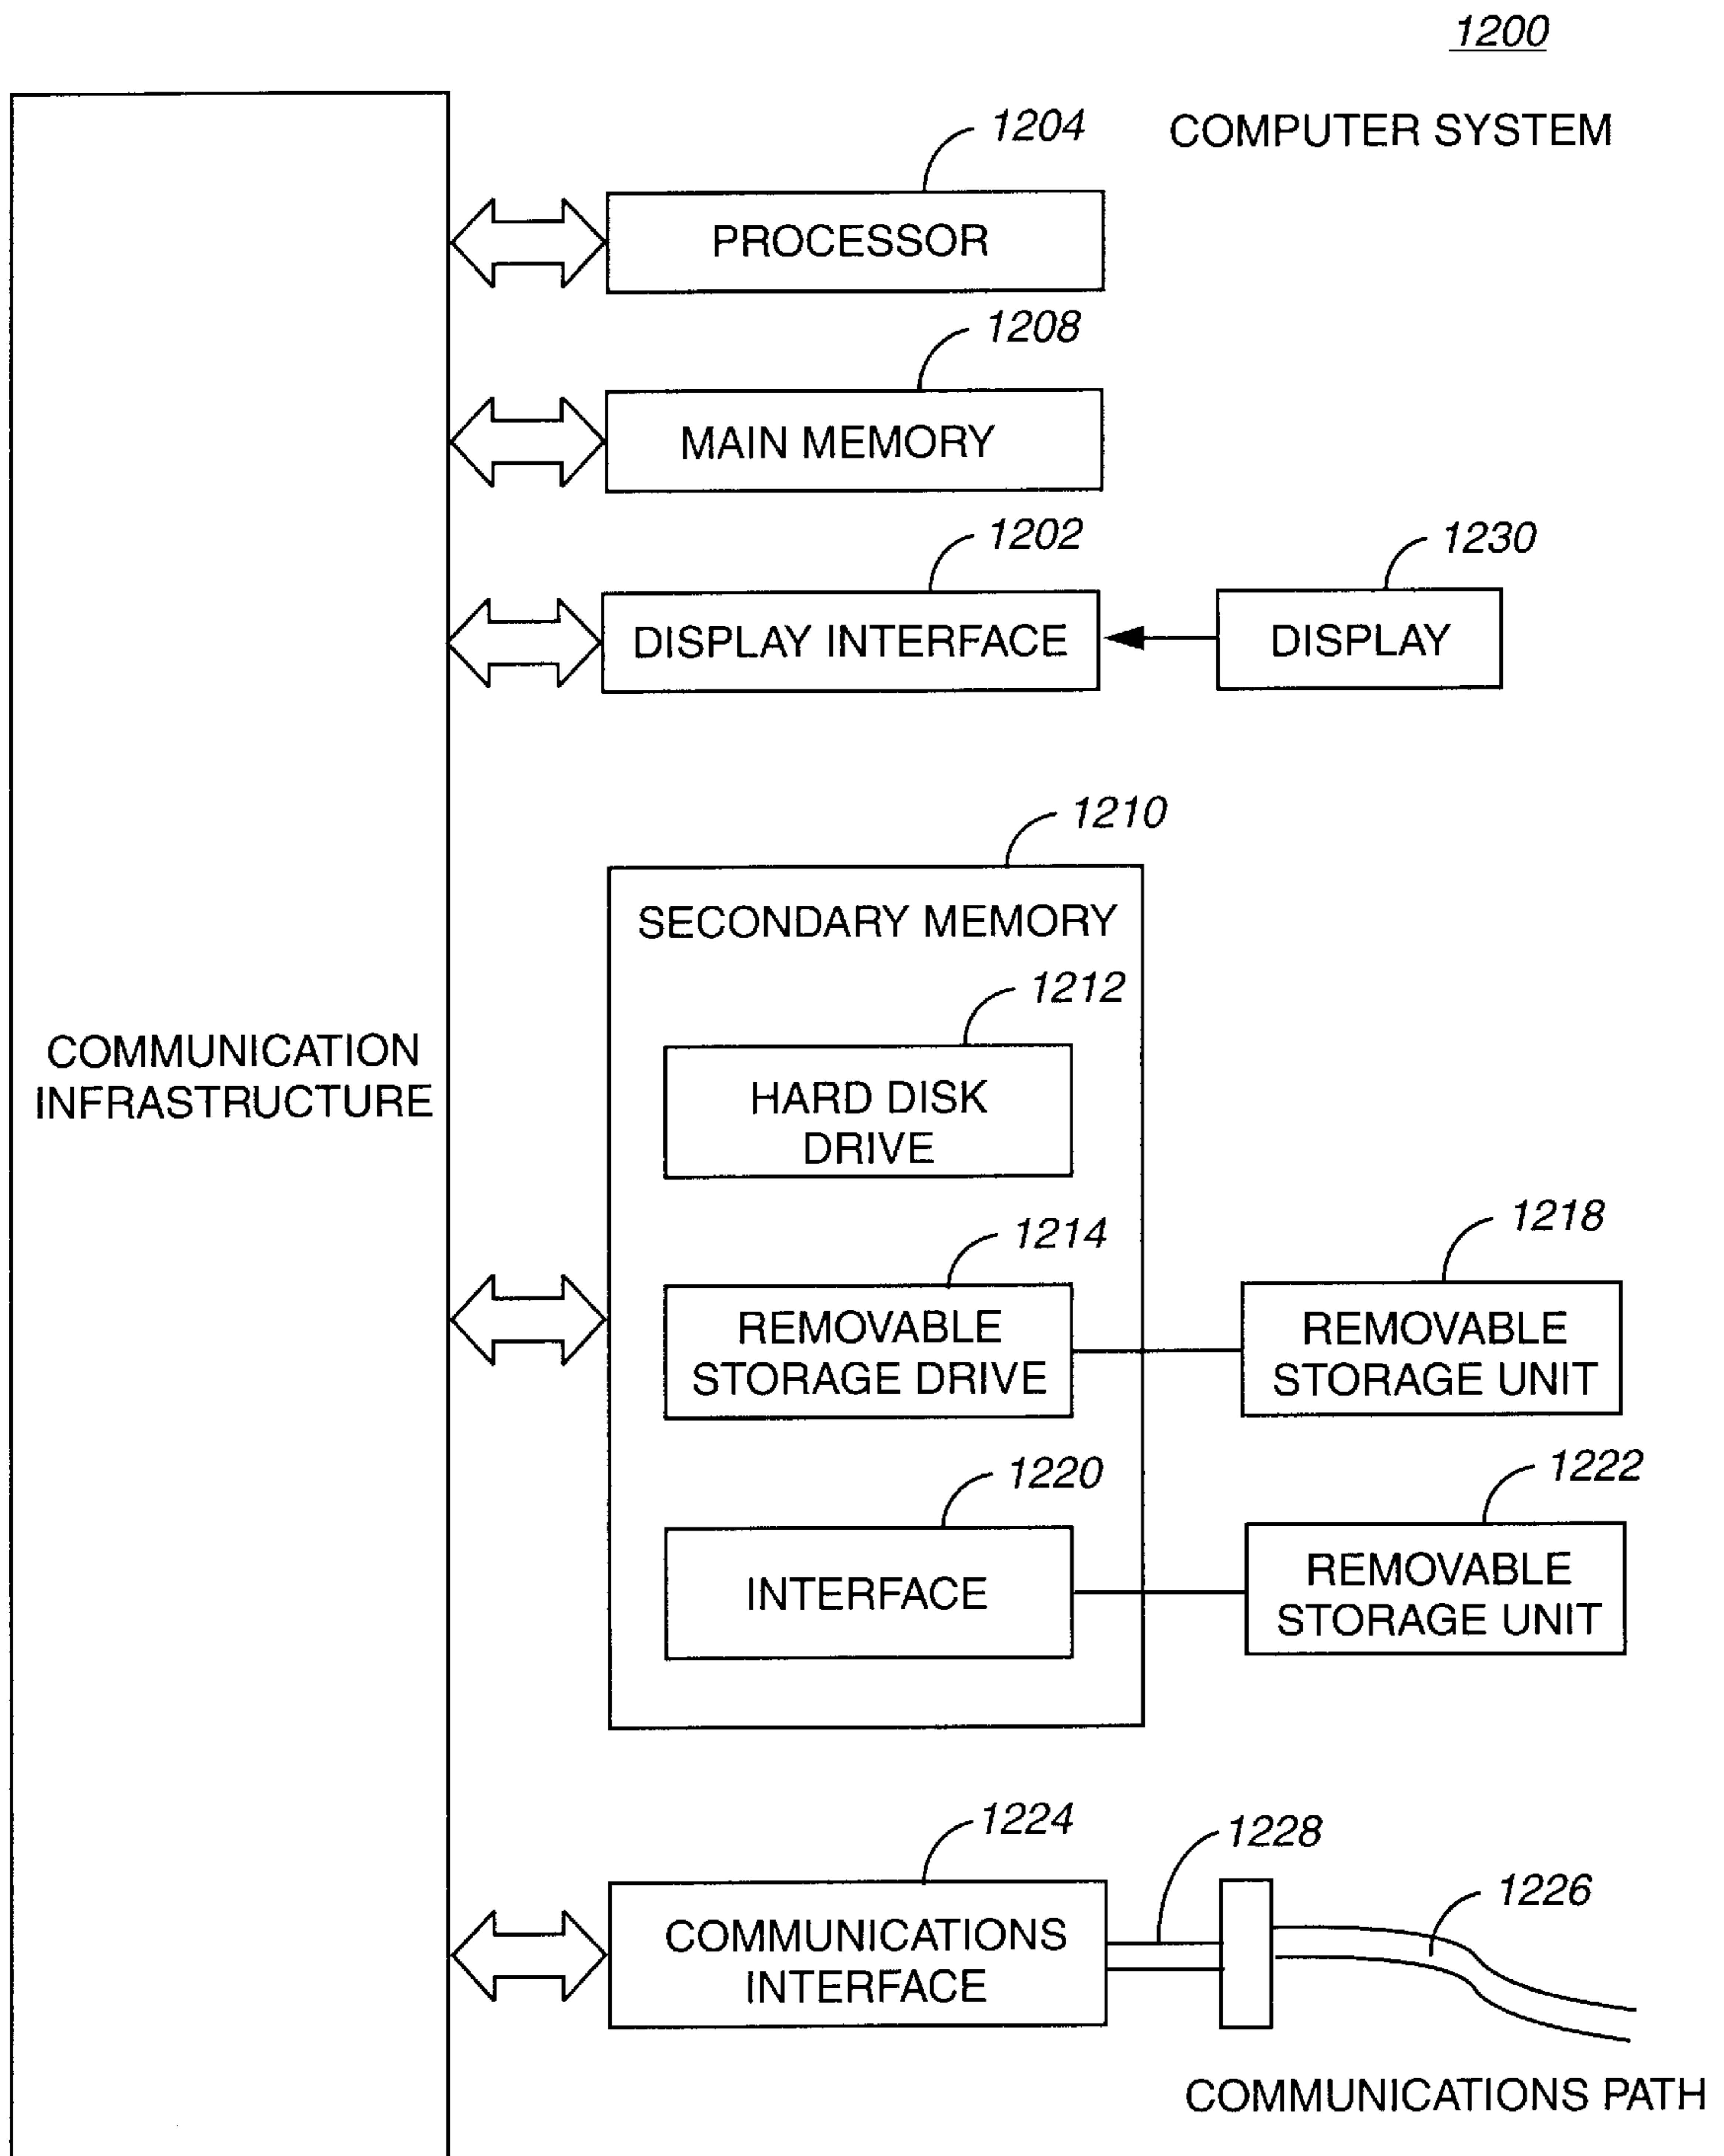 1200
COMPUTER SYSTEM
1204
PROCESSOR
1208
MAIN MEMORY
1202
DISPLAY INTERFACE
1230
DISPLAY
1210
SECONDARY MEMORY
1212
HARD DISK
DRIVE
COMMUNICATION
INFRASTRUCTURE
1214
REMOVABLE
STORAGE DRIVE
1218
REMOVABLE
STORAGE UNIT
1220
INTERFACE
1222
REMOVABLE
STORAGE UNIT
1224
COMMUNICATIONS
INTERFACE
1228
1226
COMMUNICATIONS PATH